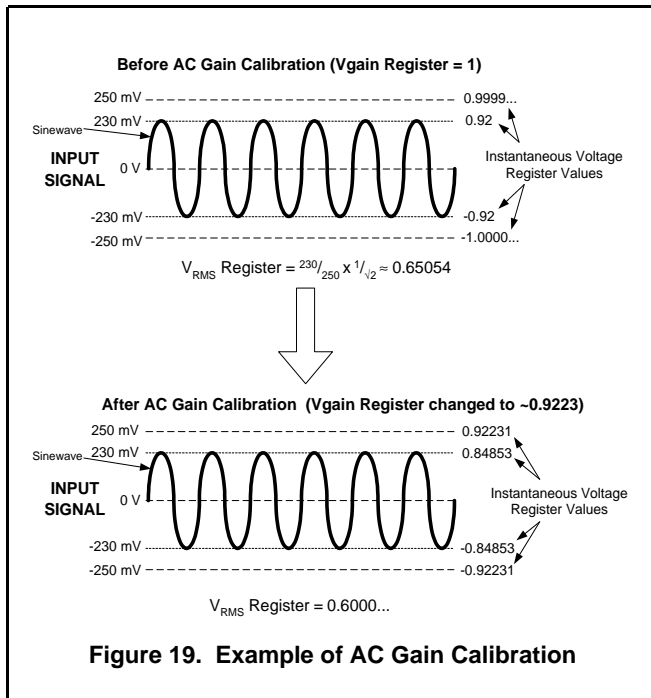 Before AC Gain Calibration (Vgain Register = 1)
250 mV
0.9999...
230 mV
0.92
Sinewave
INPUT
SIGNAL
0 V
Instantaneous Voltage
Register Values
-230 mV
-0.92
-250 mV
-1.0000...
VRMS Register = 230/250 x 1/√2 ≈ 0.65054
After AC Gain Calibration (Vgain Register changed to ~0.9223)
250 mV
0.92231
230 mV
0.84853
Sinewave
INPUT
SIGNAL
0 V
Instantaneous Voltage
Register Values
-230 mV
-0.84853
-250 mV
-0.92231
VRMS Register = 0.6000...
Figure 19. Example of AC Gain Calibration